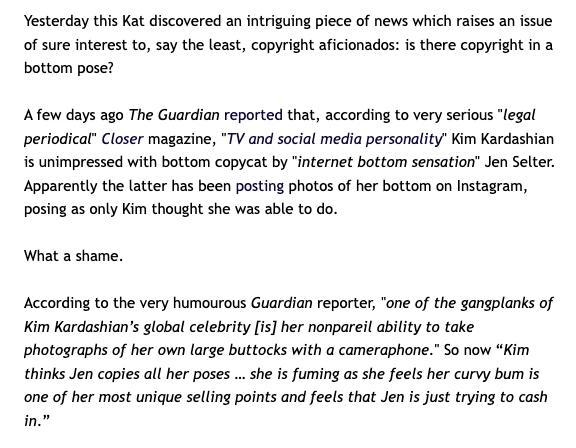 Yesterday this Kat discovered an intriguing piece of news which raises an issue
of sure interest to, say the least, copyright aficionados: is there copyright in a
bottom pose?
A few days ago The Guardian reported that, according to very serious "legal
periodical" Closer magazine, "TV and social media personality" Kim Kardashian
is unimpressed with bottom copycat by "internet bottom sensation" Jen Selter.
Apparently the latter has been posting photos of her bottom on Instagram,
posing as only Kim thought she was able to do.
What a shame.
According to the very humourous Guardian reporter, "one of the gangplanks of
Kim Kardashian’s global celebrity [is] her nonpareil ability to take
photographs of her own large buttocks with a cameraphone." So now “Kim
thinks Jen copies all her poses … she is fuming as she feels her curvy bum is
one of her most unique selling points and feels that Jen is just trying to cash
in.”